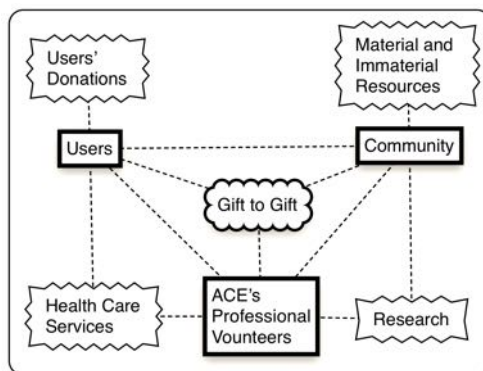 Users'
Donations
Material and
Immaterial
Resources
Users
Community
Gift to Gift
Health Care
Services
ACE's
Professional
Vounteers
Research